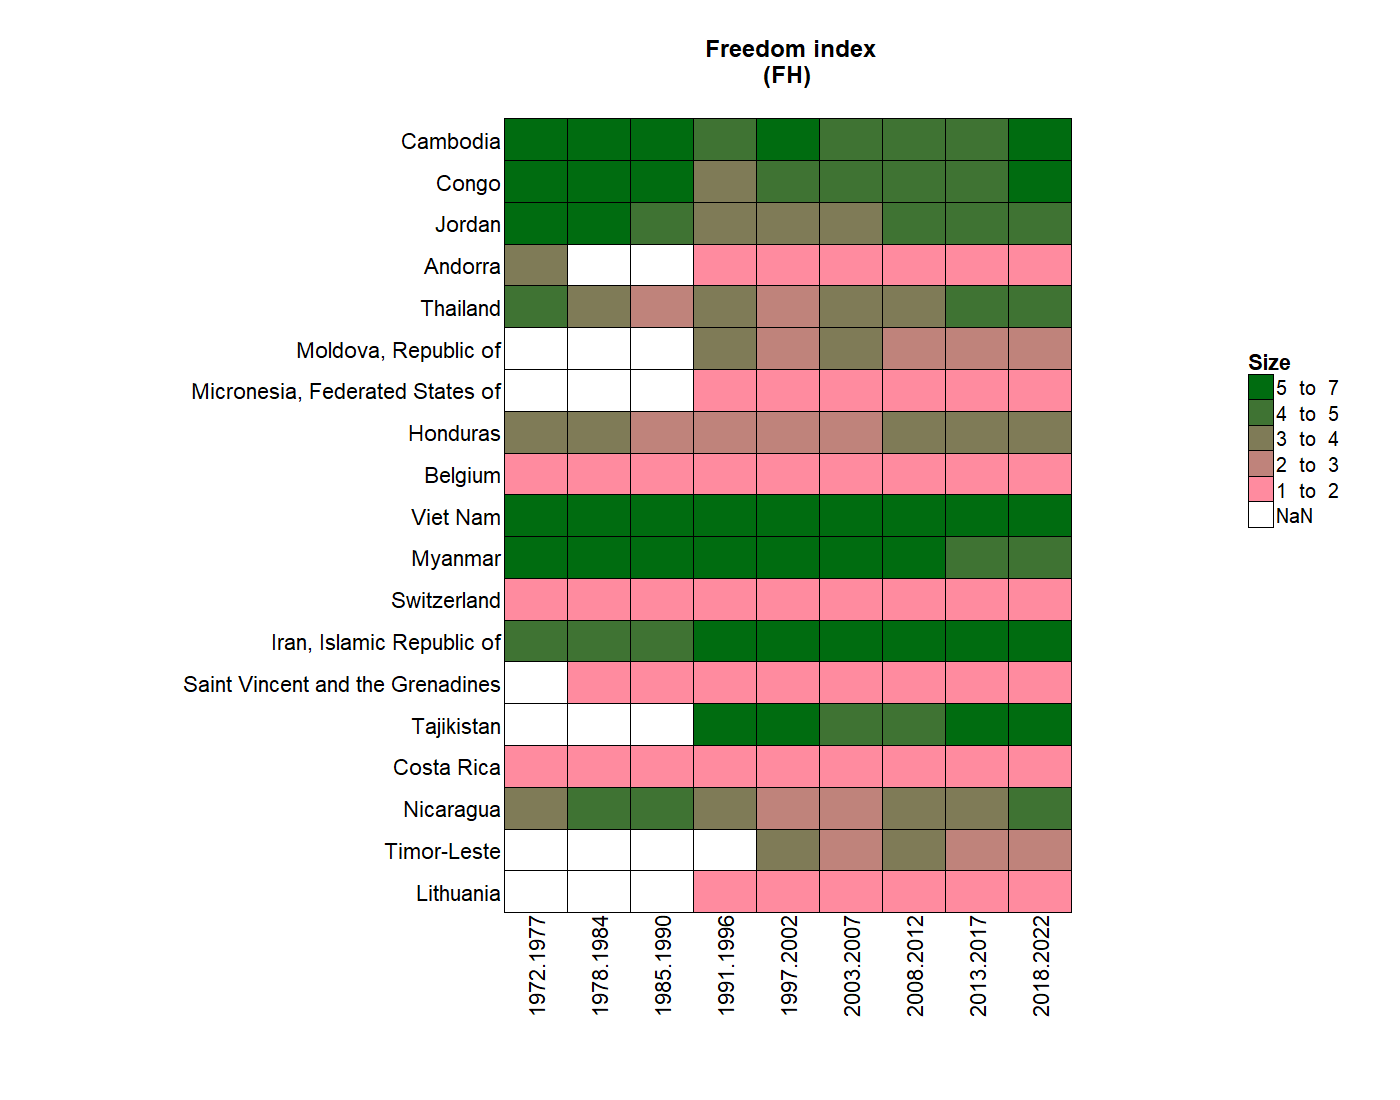 Freedom index
(FH)
Cambodia
Congo
Jordan
Andorra
Thailand
Moldova, Republic of
Micronesia, Federated States of
Honduras
Belgium
Viet Nam
Myanmar
Switzerland
Iran, Islamic Republic of
Saint Vincent and the Grenadines
Tajikistan
Costa Rica
Nicaragua
Timor-Leste
Lithuania
1972.1977
1978.1984
1985.1990
1991.1996
1997.2002
2003.2007
2008.2012
2013.2017
2018.2022
Size
5 to 7
4 to 5
3 to 4
2 to 3
1 to 2
NaN